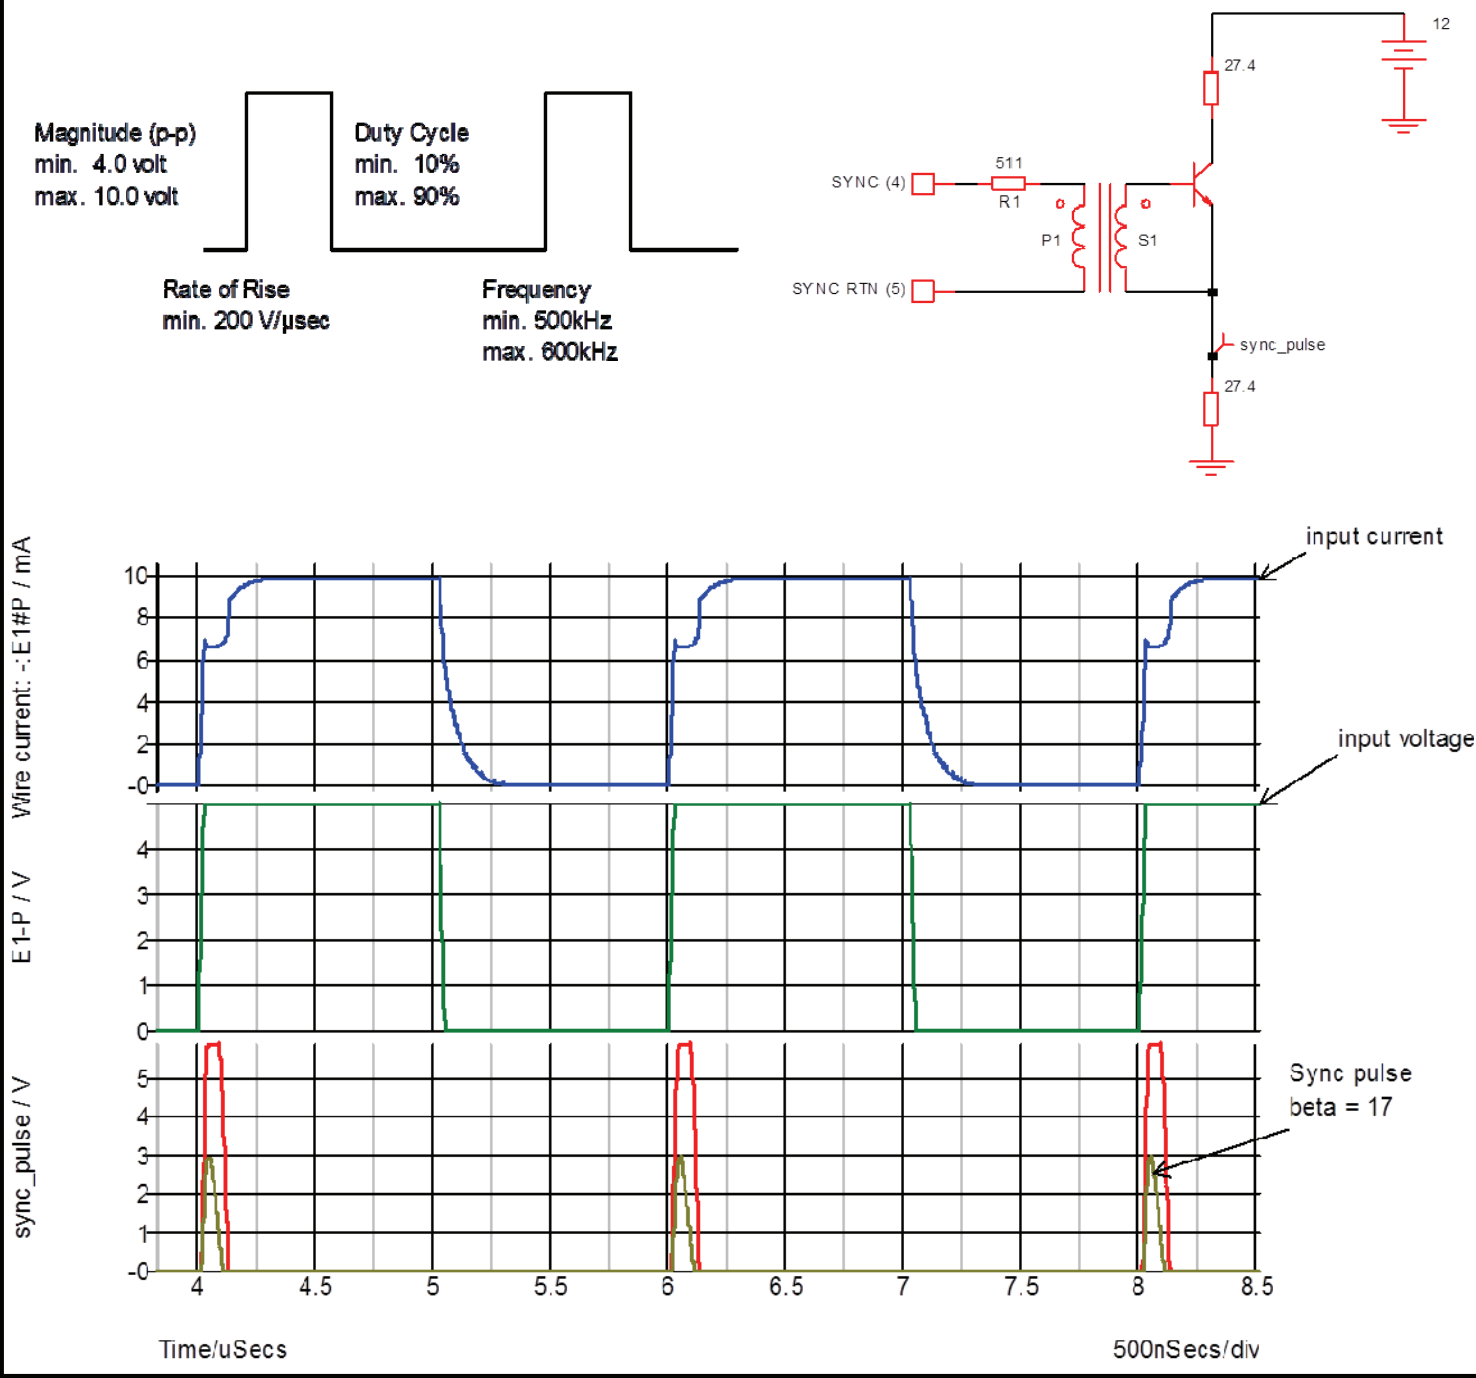 Magnitude (p-p)
min. 4.0 volt
max. 10.0 volt
Duty Cycle
min. 10%
max. 90%
Rate of Rise
min. 200 V/µsec
Frequency
min. 500kHz
max. 600kHz
12
27.4
511
SYNC (4)
R1
P1
S1
SYNC RTN (5)
sync_pulse
27.4
input current
Wire current: -:E1#P / mA
10
8
6
4
2
-0
input voltage
E1-P / V
4
3
2
1
0
Sync pulse
beta = 17
sync_pulse / V
5
4
3
2
1
-0
4
4.5
5
5.5
6
6.5
7
7.5
8
8.5
Time/uSecs
500nSecs/div